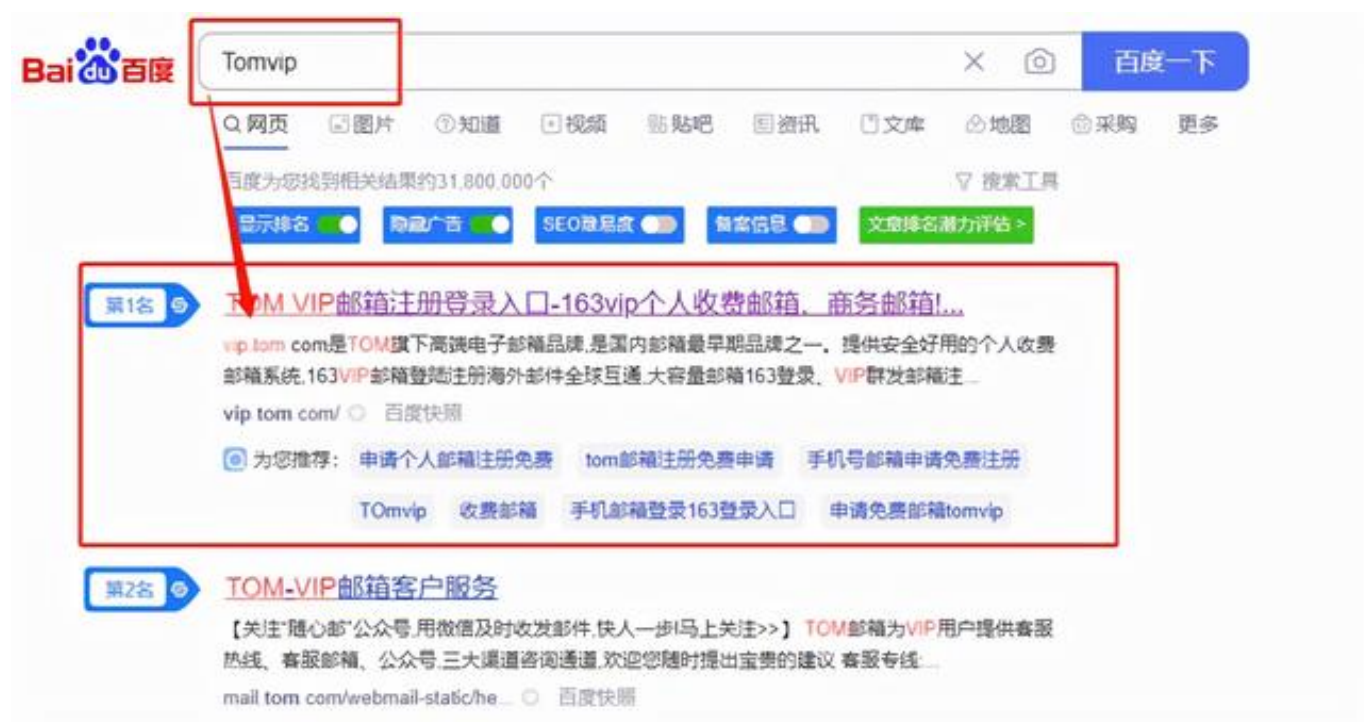 Bai du 百度 Tomvip 百度一下
网页 图片 知道 视频 贴吧 资讯 文库 地图 采购 更多
百度为您找到相关结果约31,800,000个 搜索工具
显示排名 隐藏广告 SEO难易度 备案信息 文章排名潜力评估 >
第1名 TOM VIP邮箱注册登录入口-163vip个人收费邮箱、商务邮箱!...
vip.tom com是TOM旗下高端电子邮箱品牌,是国内邮箱最早期品牌之一。提供安全好用的个人收费
邮箱系统,163VIP邮箱登陆注册海外邮件全球互通,大容量邮箱163登录、VIP群发邮箱注...
vip tom com/ 百度快照
为您推荐: 申请个人邮箱注册免费 tom邮箱注册免费申请 手机号邮箱申请免费注册
TOmvip 收费邮箱 手机邮箱登录163登录入口 申请免费邮箱tomvip
第2名 TOM-VIP邮箱客户服务
【关注“随心邮”公众号,用微信及时收发邮件,快人一步!马上关注>>】TOM邮箱为VIP用户提供客服
热线、客服邮箱、公众号,三大渠道咨询通道,欢迎您随时提出宝贵的建议 客服专线:...
mail tom com/webmail-static/he... 百度快照